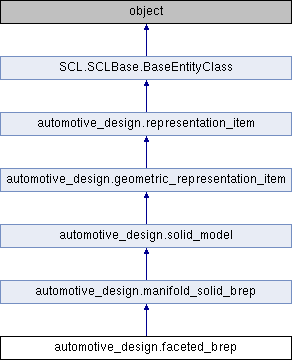 object
SCL.SCLBase.BaseEntityClass
automotive_design.representation_item
automotive_design.geometric_representation_item
automotive_design.solid_model
automotive_design.manifold_solid_brep
automotive_design.faceted_brep